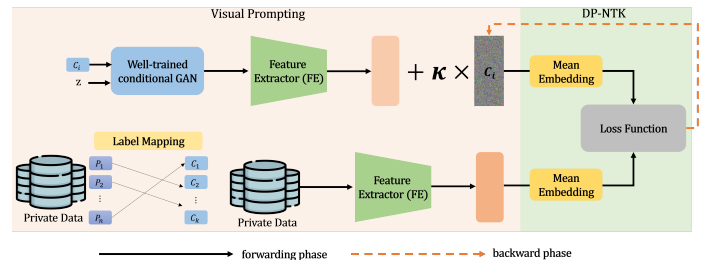 Visual Prompting
DP-NTK
C_i
z
Well-trained
conditional GAN
Feature
Extractor (FE)
+ κ ×
C_i
Mean
Embedding
Loss Function
Label Mapping
P_1
P_2
⋮
P_n
C_1
C_2
⋮
C_k
Private Data
Private Data
Feature
Extractor (FE)
Mean
Embedding
forwarding phase
backward phase